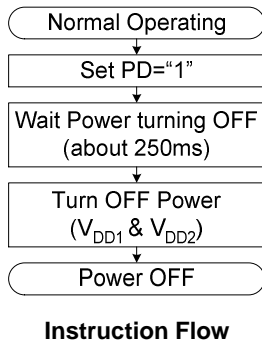 Normal Operating
Set PD=“1”
Wait Power turning OFF
(about 250ms)
Turn OFF Power
(VDD1 & VDD2)
Power OFF
Instruction Flow